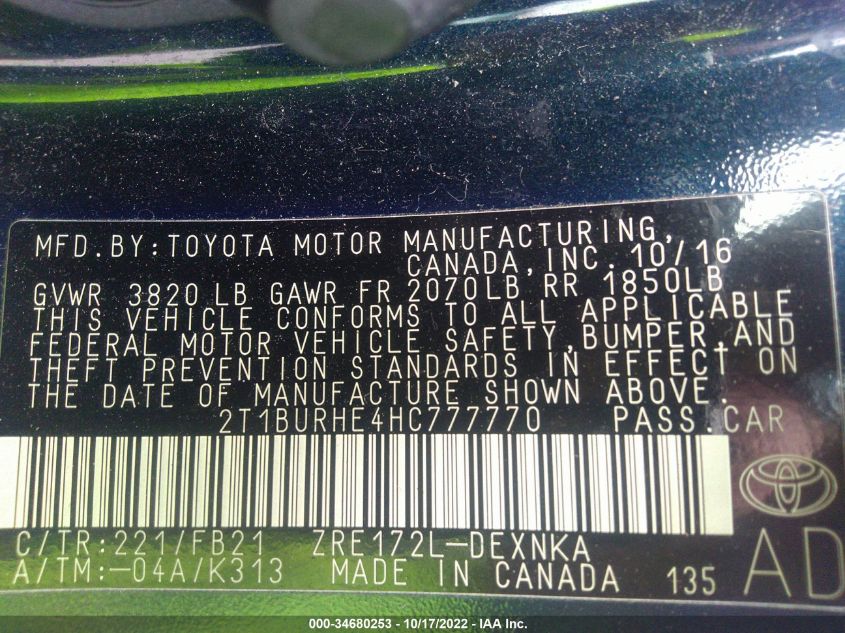 MFD.BY:TOYOTA MOTOR MANUFACTURING,
CANADA,INC. 10/16
GVWR 3820 LB GAWR FR 2070LB RR 1850LB
THIS VEHICLE CONFORMS TO ALL APPLICABLE
FEDERAL MOTOR VEHICLE SAFETY,BUMPER,AND
THEFT PREVENTION STANDARDS IN EFFECT ON
THE DATE OF MANUFACTURE SHOWN ABOVE.
2T1BURHE4HC777770 PASS.CAR
C/TR:221/FB21 ZRE172L-DEXNKA
A/TM:-04A/K313 MADE IN CANADA 135 AD
000-34680253 - 10/17/2022 - IAA Inc.